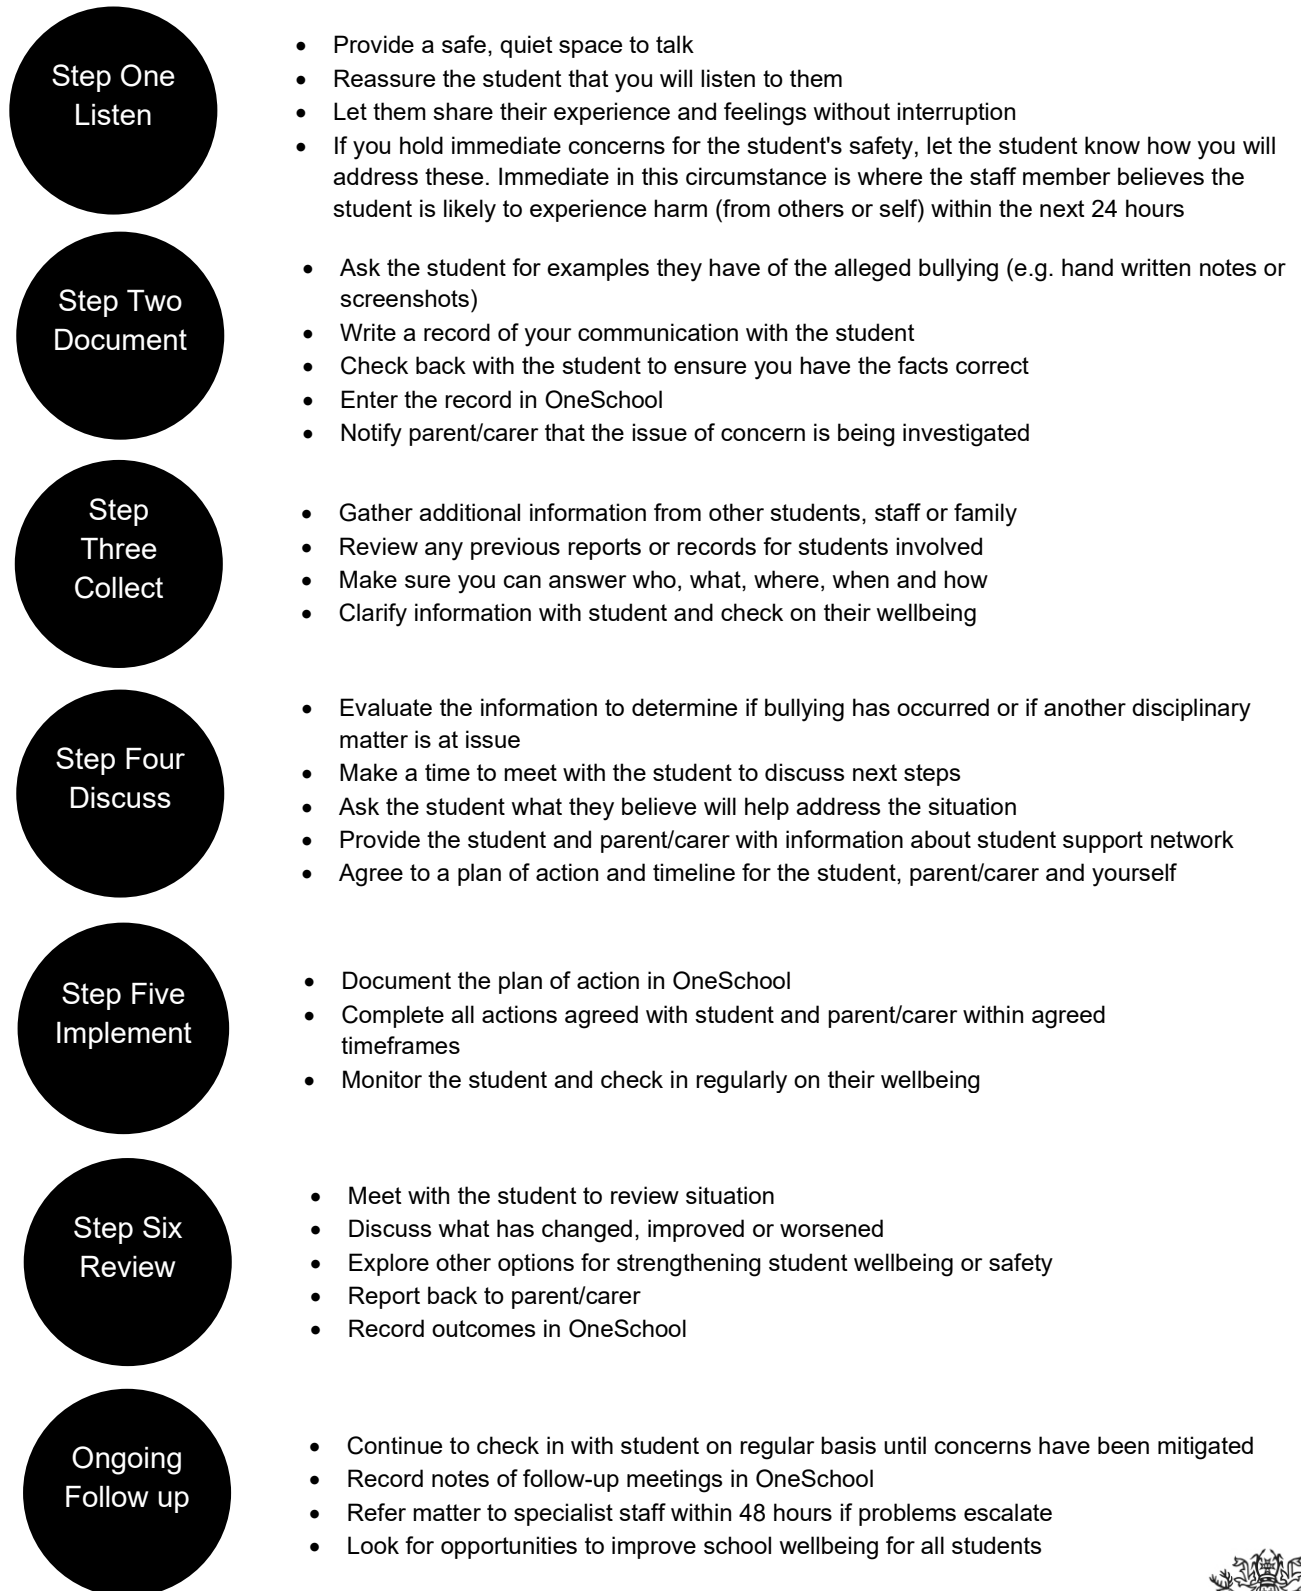 Step One
Listen
• Provide a safe, quiet space to talk
• Reassure the student that you will listen to them
• Let them share their experience and feelings without interruption
• If you hold immediate concerns for the student's safety, let the student know how you will
address these. Immediate in this circumstance is where the staff member believes the
student is likely to experience harm (from others or self) within the next 24 hours
Step Two
Document
• Ask the student for examples they have of the alleged bullying (e.g. hand written notes or
screenshots)
• Write a record of your communication with the student
• Check back with the student to ensure you have the facts correct
• Enter the record in OneSchool
• Notify parent/carer that the issue of concern is being investigated
Step
Three
Collect
• Gather additional information from other students, staff or family
• Review any previous reports or records for students involved
• Make sure you can answer who, what, where, when and how
• Clarify information with student and check on their wellbeing
Step Four
Discuss
• Evaluate the information to determine if bullying has occurred or if another disciplinary
matter is at issue
• Make a time to meet with the student to discuss next steps
• Ask the student what they believe will help address the situation
• Provide the student and parent/carer with information about student support network
• Agree to a plan of action and timeline for the student, parent/carer and yourself
Step Five
Implement
• Document the plan of action in OneSchool
• Complete all actions agreed with student and parent/carer within agreed
timeframes
• Monitor the student and check in regularly on their wellbeing
Step Six
Review
• Meet with the student to review situation
• Discuss what has changed, improved or worsened
• Explore other options for strengthening student wellbeing or safety
• Report back to parent/carer
• Record outcomes in OneSchool
Ongoing
Follow up
• Continue to check in with student on regular basis until concerns have been mitigated
• Record notes of follow-up meetings in OneSchool
• Refer matter to specialist staff within 48 hours if problems escalate
• Look for opportunities to improve school wellbeing for all students